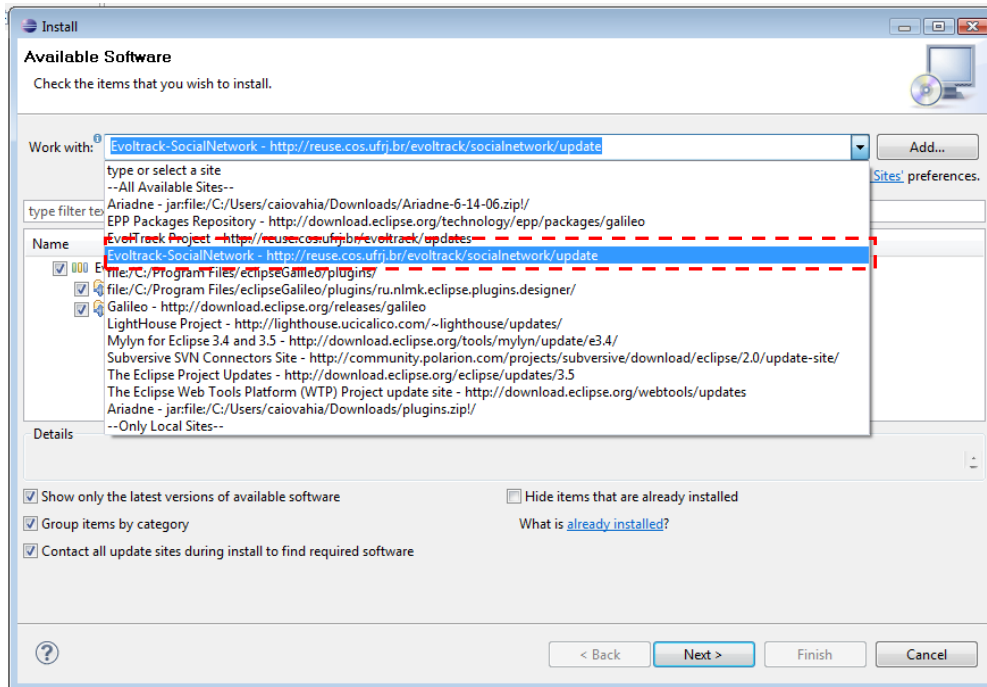 Install
Available Software
Check the items that you wish to install.
Work with: Evoltrack-SocialNetwork - http://reuse.cos.ufrj.br/evoltrack/socialnetwork/update Add...
Sites' preferences.
type or select a site
--All Available Sites--
Ariadne - jar:file:/C:/Users/caiovahia/Downloads/Ariadne-6-14-06.zip!/
EPP Packages Repository - http://download.eclipse.org/technology/epp/packages/galileo
EvolTrack Project - http://reuse.cos.ufrj.br/evoltrack/updates
Evoltrack-SocialNetwork - http://reuse.cos.ufrj.br/evoltrack/socialnetwork/update
file:/C:/Program Files/eclipseGalileo/plugins/
file:/C:/Program Files/eclipseGalileo/plugins/ru.nlmk.eclipse.plugins.designer/
Galileo - http://download.eclipse.org/releases/galileo
LightHouse Project - http://lighthouse.ucicalico.com/~lighthouse/updates/
Mylyn for Eclipse 3.4 and 3.5 - http://download.eclipse.org/tools/mylyn/update/e3.4/
Subversive SVN Connectors Site - http://community.polarion.com/projects/subversive/download/eclipse/2.0/update-site/
The Eclipse Project Updates - http://download.eclipse.org/eclipse/updates/3.5
The Eclipse Web Tools Platform (WTP) Project update site - http://download.eclipse.org/webtools/updates
Ariadne - jar:file:/C:/Users/caiovahia/Downloads/plugins.zip!/
--Only Local Sites--
type filter
Name
Details
Show only the latest versions of available software Hide items that are already installed
Group items by category What is already installed?
Contact all update sites during install to find required software
? < Back Next > Finish Cancel